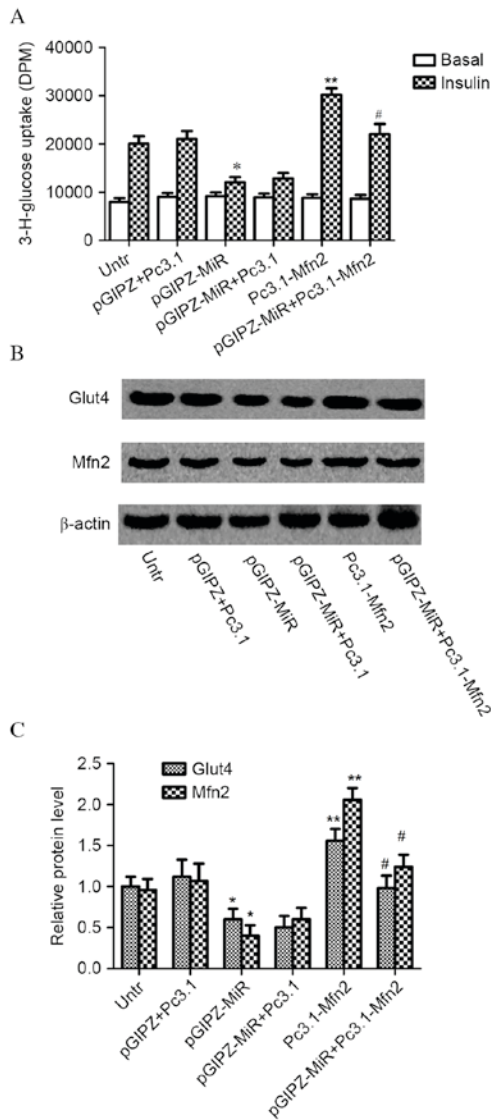 A
3-H-glucose uptake (DPM)
50000
40000
30000
20000
10000
0
Basal
Insulin
*
**
#
Untr
pGIPZ+Pc3.1
pGIPZ-MiR
pGIPZ-MiR+Pc3.1
Pc3.1-Mfn2
pGIPZ-MiR+Pc3.1-Mfn2
B
Glut4
Mfn2
β-actin
Untr
pGIPZ+Pc3.1
pGIPZ-MiR
pGIPZ-MiR+Pc3.1
Pc3.1-Mfn2
pGIPZ-MiR+Pc3.1-Mfn2
C
Relative protein level
2.5
2.0
1.5
1.0
0.5
0.0
Glut4
Mfn2
*
*
**
**
#
#
Untr
pGIPZ+Pc3.1
pGIPZ-MiR
pGIPZ-MiR+Pc3.1
Pc3.1-Mfn2
pGIPZ-MiR+Pc3.1-Mfn2